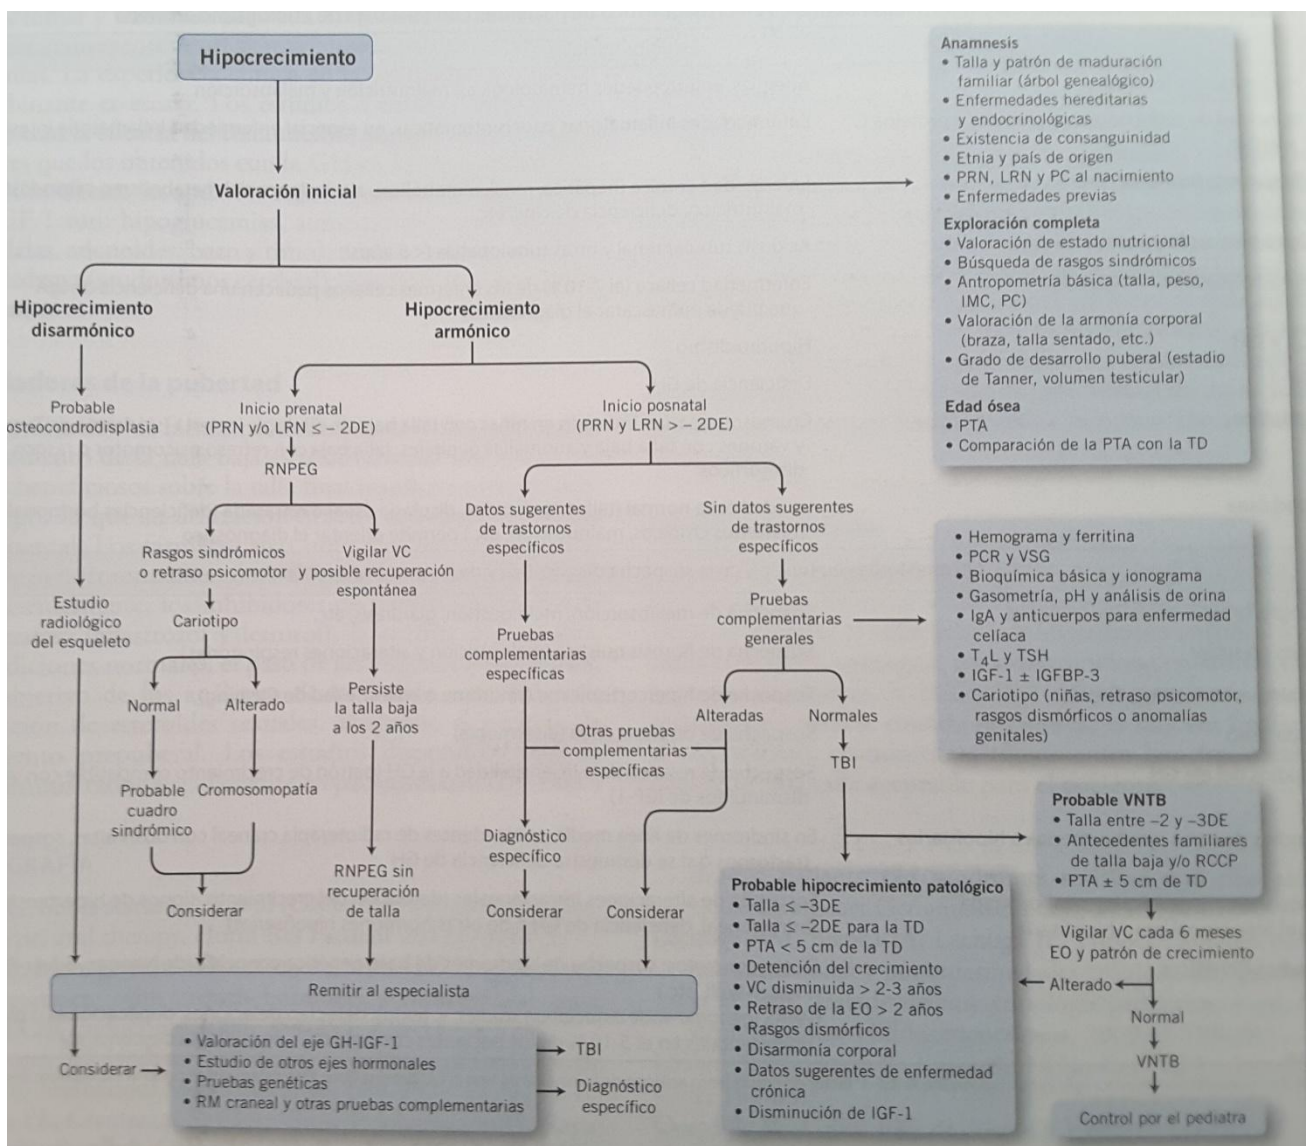 Hipocrecimiento
Valoración inicial
Anamnesis
• Talla y patrón de maduración
familiar (árbol genealógico)
• Enfermedades hereditarias
y endocrinológicas
• Existencia de consanguinidad
• Etnia y país de origen
• PRN, LRN y PC al nacimiento
• Enfermedades previas
Exploración completa
• Valoración de estado nutricional
• Búsqueda de rasgos sindrómicos
• Antropometría básica (talla, peso,
IMC, PC)
• Valoración de la armonía corporal
(braza, talla sentado, etc.)
• Grado de desarrollo puberal (estadio
de Tanner, volumen testicular)
Edad ósea
• PTA
• Comparación de la PTA con la TD
Hipocrecimiento
disarmónico
Probable
osteocondrodisplasia
Estudio
radiológico
del esqueleto
Hipocrecimiento
armónico
Inicio prenatal
(PRN y/o LRN ≤ – 2DE)
RNPEG
Rasgos sindrómicos
o retraso psicomotor
Cariotipo
Normal
Alterado
Probable
cuadro
sindrómico
Cromosomopatía
Considerar
Vigilar VC
y posible recuperación
espontánea
Persiste
la talla baja
a los 2 años
RNPEG sin
recuperación
de talla
Inicio posnatal
(PRN y LRN > – 2DE)
Datos sugerentes
de trastornos
específicos
Pruebas
complementarias
específicas
Diagnóstico
específico
Considerar
Sin datos sugerentes
de trastornos
específicos
Pruebas
complementarias
generales
• Hemograma y ferritina
• PCR y VSG
• Bioquímica básica y ionograma
• Gasometría, pH y análisis de orina
• IgA y anticuerpos para enfermedad
celíaca
• T4L y TSH
• IGF-1 ± IGFBP-3
• Cariotipo (niñas, retraso psicomotor,
rasgos dismórficos o anomalías
genitales)
Alteradas
Normales
Otras pruebas
complementarias
específicas
Considerar
TBI
Probable VNTB
• Talla entre –2 y –3DE
• Antecedentes familiares
de talla baja y/o RCCP
• PTA ± 5 cm de TD
Vigilar VC cada 6 meses
EO y patrón de crecimiento
Alterado
Normal
VNTB
Control por el pediatra
Probable hipocrecimiento patológico
• Talla ≤ –3DE
• Talla ≤ –2DE para la TD
• PTA < 5 cm de la TD
• Detención del crecimiento
• VC disminuida > 2-3 años
• Retraso de la EO > 2 años
• Rasgos dismórficos
• Disarmonía corporal
• Datos sugerentes de enfermedad
crónica
• Disminución de IGF-1
Remitir al especialista
Considerar
• Valoración del eje GH-IGF-1
• Estudio de otros ejes hormonales
• Pruebas genéticas
• RM craneal y otras pruebas complementarias
TBI
Diagnóstico
específico